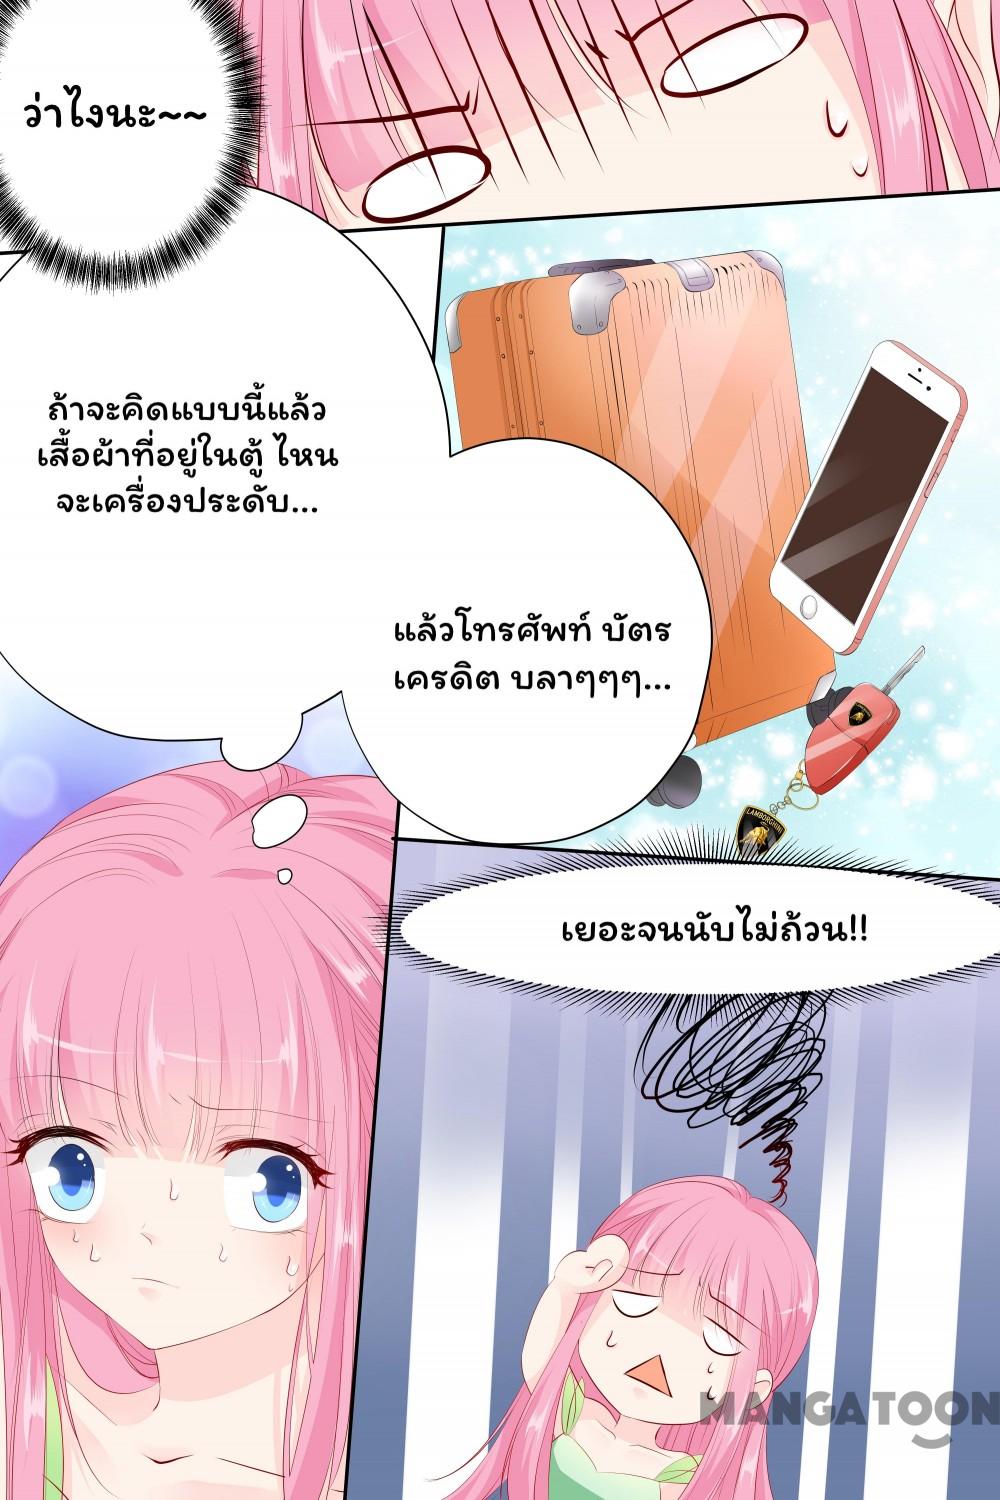 ว่าไงนะ~~
ถ้าจะคิดแบบนี้แล้ว
เสื้อผ้าที่อยู่ในตู้ ไหน
จะเครื่องประดับ...
แล้วโทรศัพท์ บัตร
เครดิต บลาๆๆๆ...
LAMBORGHINI
เยอะจนนับไม่ถ้วน!!
MANGATOON